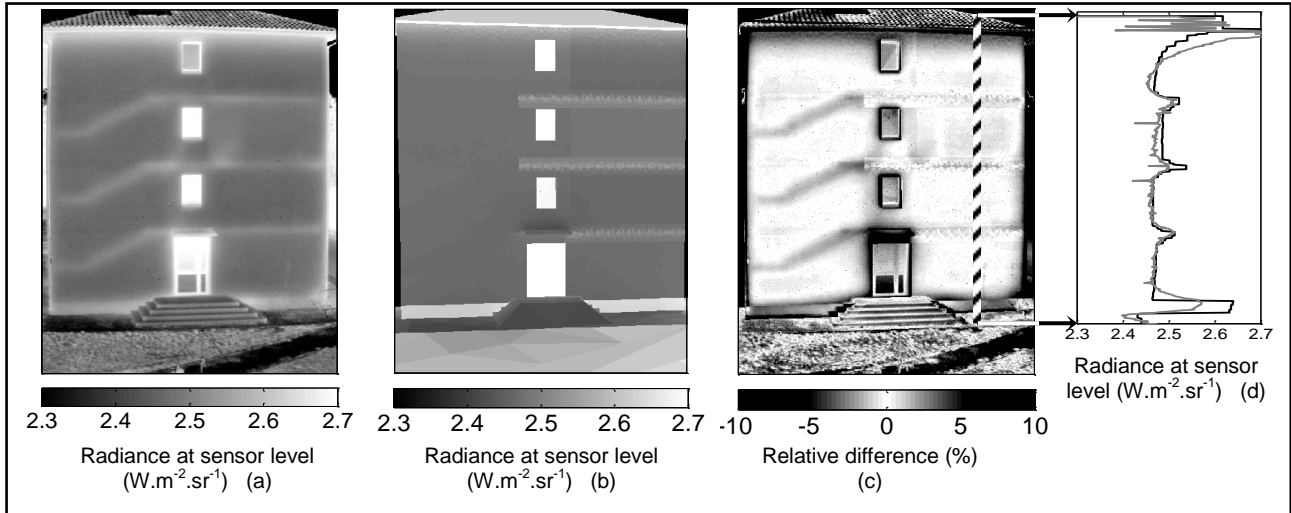 2.3 2.4 2.5 2.6 2.7
Radiance at sensor level
(W.m-2.sr-1) (a)
2.3 2.4 2.5 2.6 2.7
Radiance at sensor level
(W.m-2.sr-1) (b)
-10 -5 0 5 10
Relative difference (%)
(c)
2.3 2.4 2.5 2.6 2.7
Radiance at sensor
level (W.m-2.sr-1) (d)